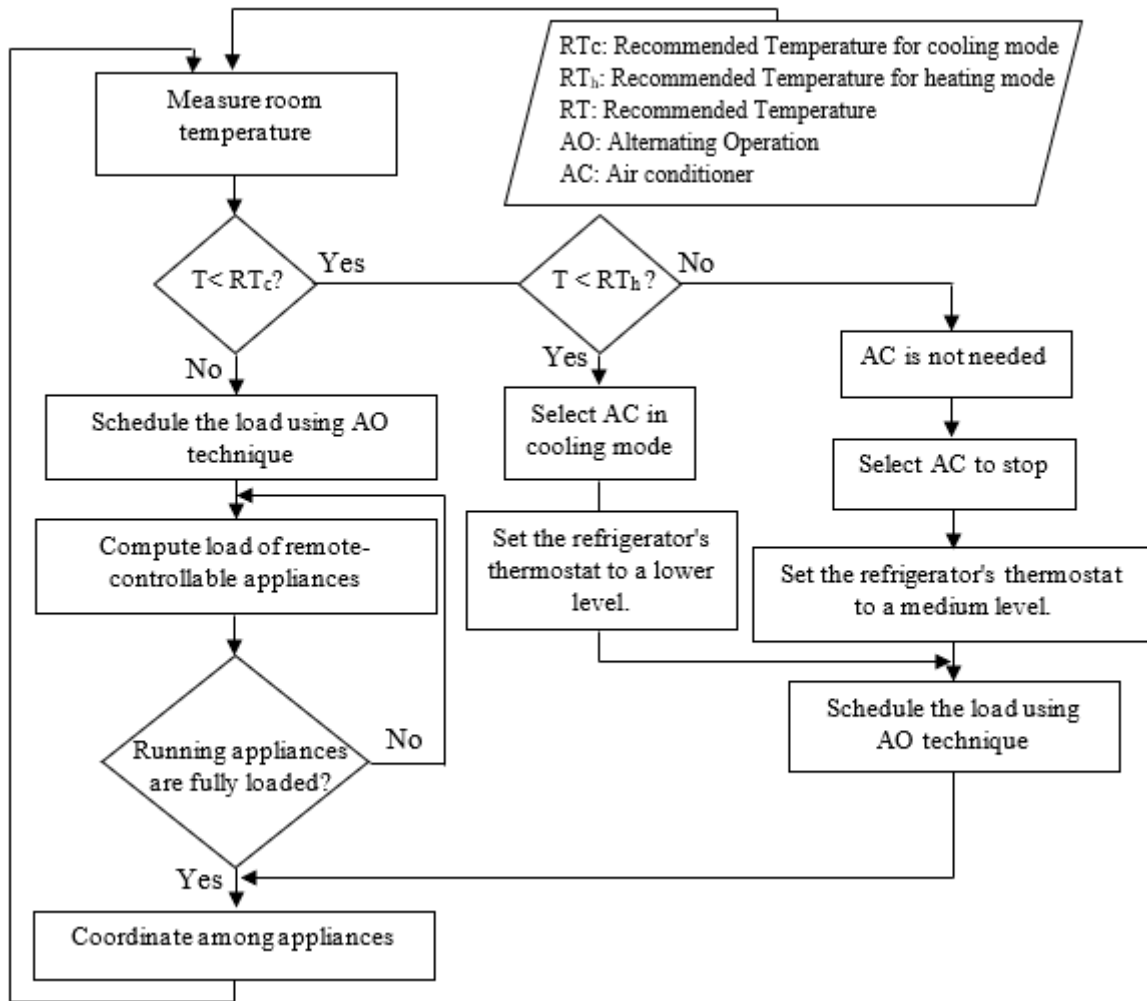 RTc: Recommended Temperature for cooling mode
RTₕ: Recommended Temperature for heating mode
RT: Recommended Temperature
AO: Alternating Operation
AC: Air conditioner
Measure room
temperature
T< RTc?
Yes
T < RTₕ?
No
No
Yes
AC is not needed
Schedule the load using AO
technique
Select AC in
cooling mode
Select AC to stop
Compute load of remote-
controllable appliances
Set the refrigerator's
thermostat to a lower
level.
Set the refrigerator's thermostat
to a medium level.
Running appliances
are fully loaded?
No
Schedule the load using
AO technique
Yes
Coordinate among appliances